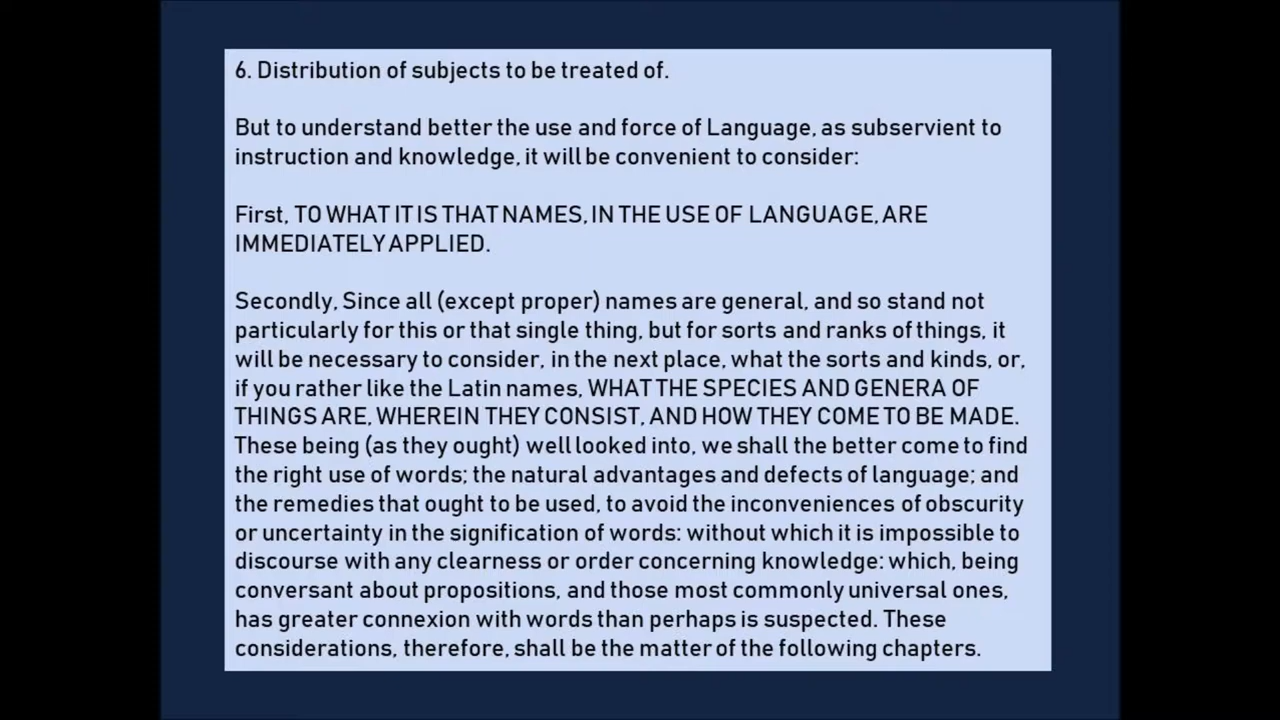 6. Distribution of subjects to be treated of.
But to understand better the use and force of Language, as subservient to
instruction and knowledge, it will be convenient to consider:
First, TO WHAT IT IS THAT NAMES, IN THE USE OF LANGUAGE, ARE
IMMEDIATELY APPLIED.
Secondly, Since all (except proper) names are general, and so stand not
particularly for this or that single thing, but for sorts and ranks of things, it
will be necessary to consider, in the next place, what the sorts and kinds, or,
if you rather like the Latin names, WHAT THE SPECIES AND GENERA OF
THINGS ARE, WHEREIN THEY CONSIST, AND HOW THEY COME TO BE MADE.
These being (as they ought) well looked into, we shall the better come to find
the right use of words; the natural advantages and defects of language; and
the remedies that ought to be used, to avoid the inconveniences of obscurity
or uncertainty in the signification of words: without which it is impossible to
discourse with any clearness or order concerning knowledge: which, being
conversant about propositions, and those most commonly universal ones,
has greater connexion with words than perhaps is suspected. These
considerations, therefore, shall be the matter of the following chapters.